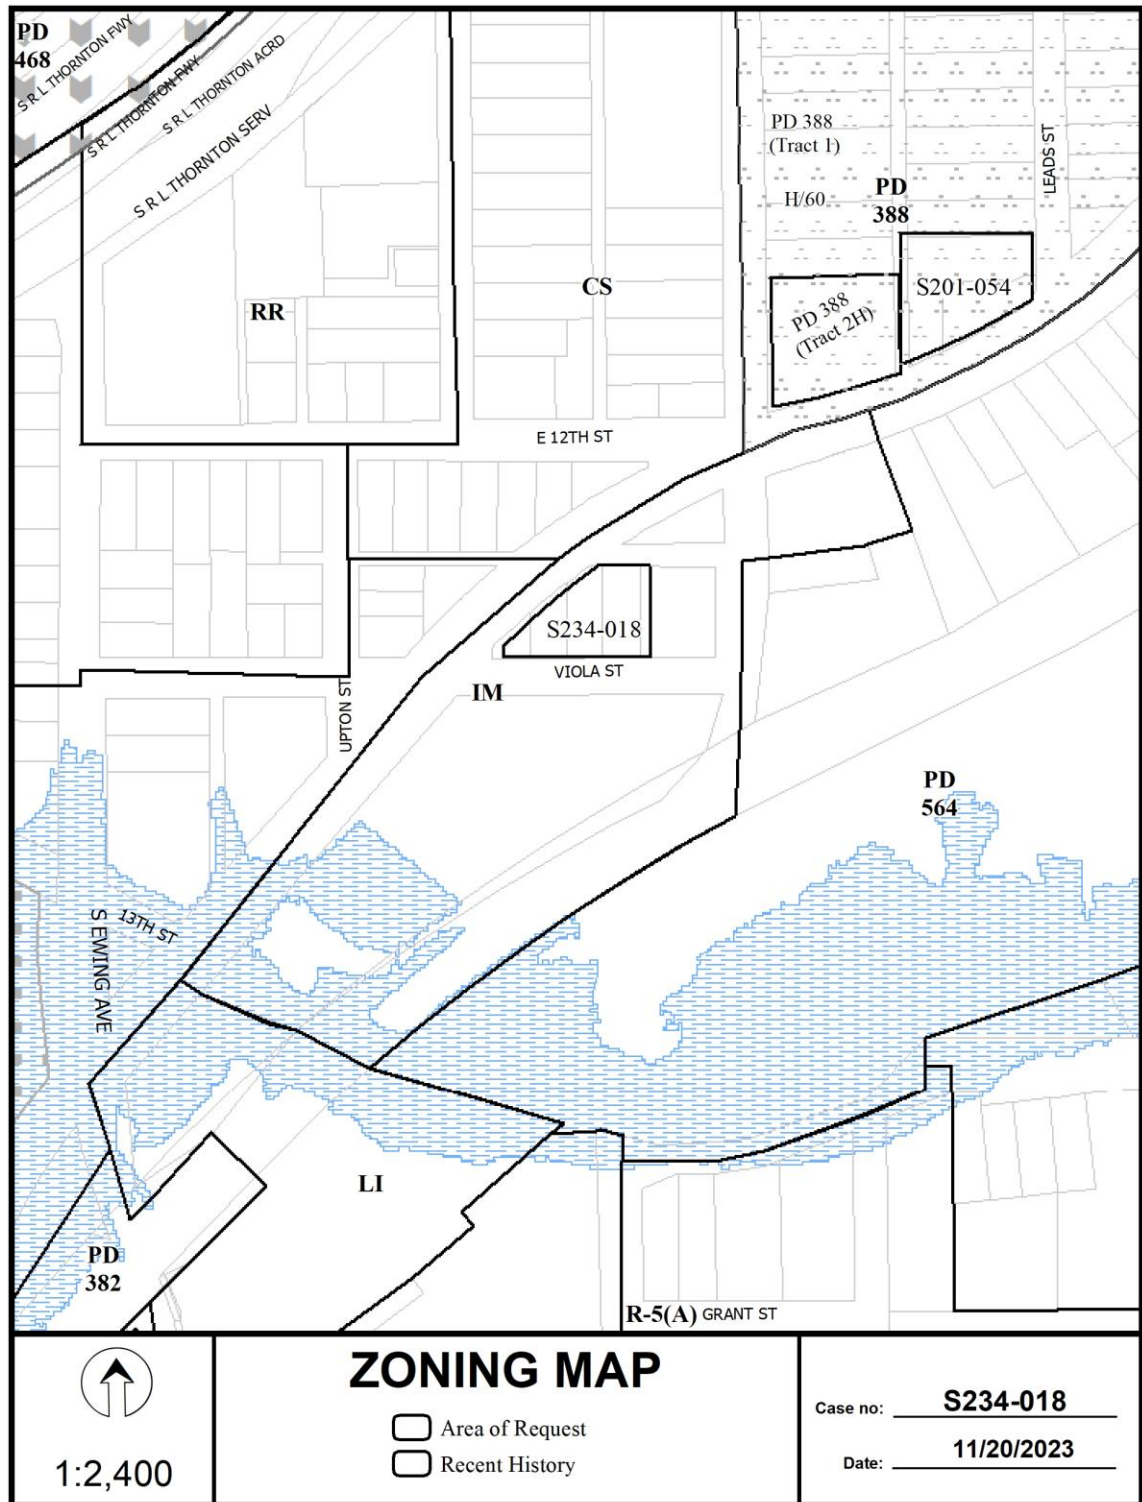 PD
468
S R L THORNTON FWY
S R L THORNTON FWY
S R L THORNTON ACRD
S R L THORNTON SERV
PD 388
(Tract 1)
H/60
PD
388
LEADS ST
S201-054
PD 388
(Tract 2H)
RR
CS
E 12TH ST
S234-018
VIOLA ST
IM
UPTON ST
PD
564
13TH ST
S EWING AVE
LI
PD
382
R-5(A)
GRANT ST
1:2,400
ZONING MAP
Area of Request
Recent History
Case no: S234-018
Date: 11/20/2023